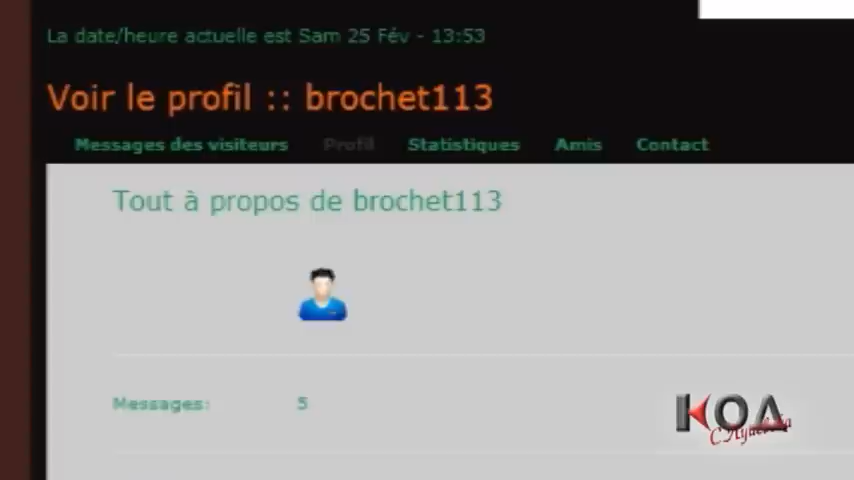 La date/heure actuelle est Sam 25 Fév - 13:53
Voir le profil :: brochet113
Messages des visiteurs Profil Statistiques Amis Contact
Tout à propos de brochet113
Messages: 5
KOA